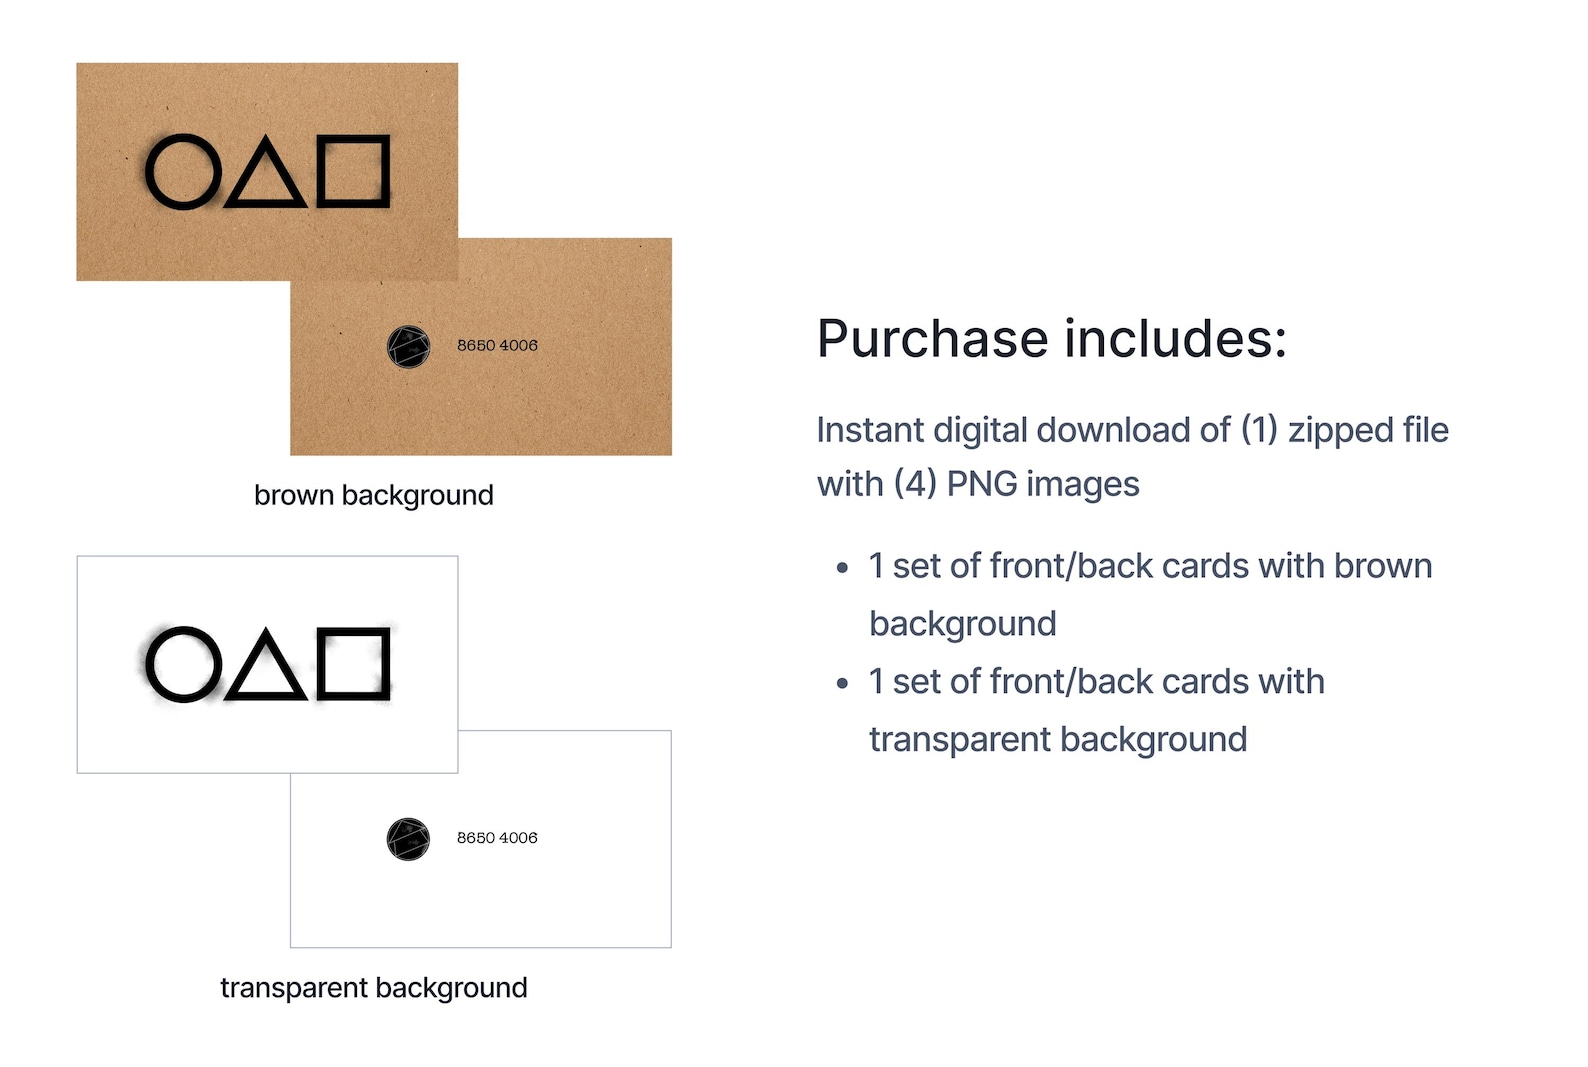 8650 4006
brown background
8650 4006
transparent background
Purchase includes:
Instant digital download of (1) zipped file
with (4) PNG images
• 1 set of front/back cards with brown
background
• 1 set of front/back cards with
transparent background